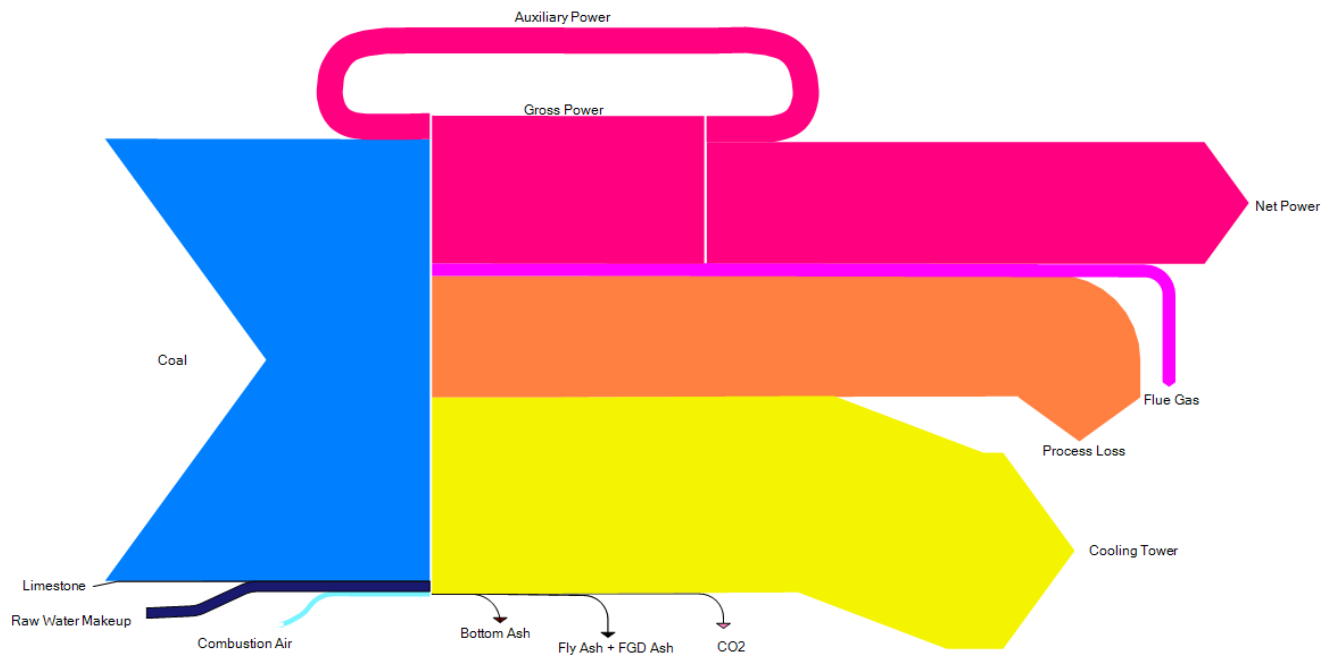 Auxiliary Power
Gross Power
Net Power
Coal
Flue Gas
Process Loss
Cooling Tower
Limestone
Raw Water Makeup
Combustion Air
Bottom Ash
Fly Ash + FGD Ash
CO2